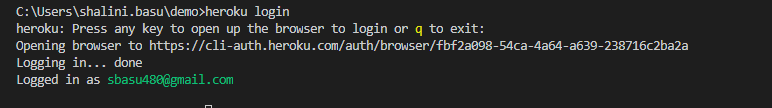 C:\Users\shalini.basu\demo>heroku login
heroku: Press any key to open up the browser to login or q to exit:
Opening browser to https://cli-auth.heroku.com/auth/browser/fbf2a098-54ca-4a64-a639-238716c2ba2a
Logging in... done
Logged in as sbasu480@gmail.com